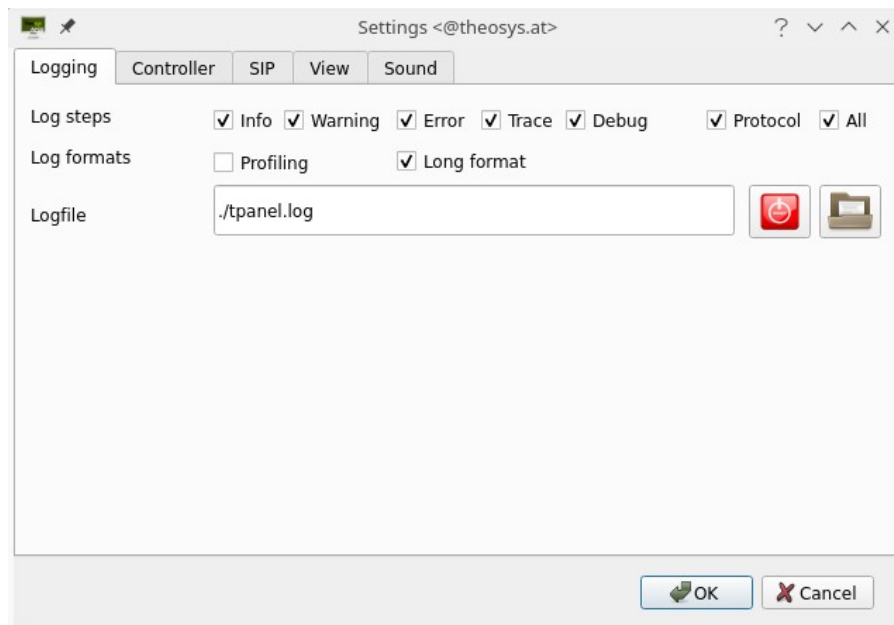 Settings <@theosys.at>
Logging Controller SIP View Sound
Log steps Info Warning Error Trace Debug Protocol All
Log formats Profiling Long format
Logfile ./tpanel.log
OK Cancel